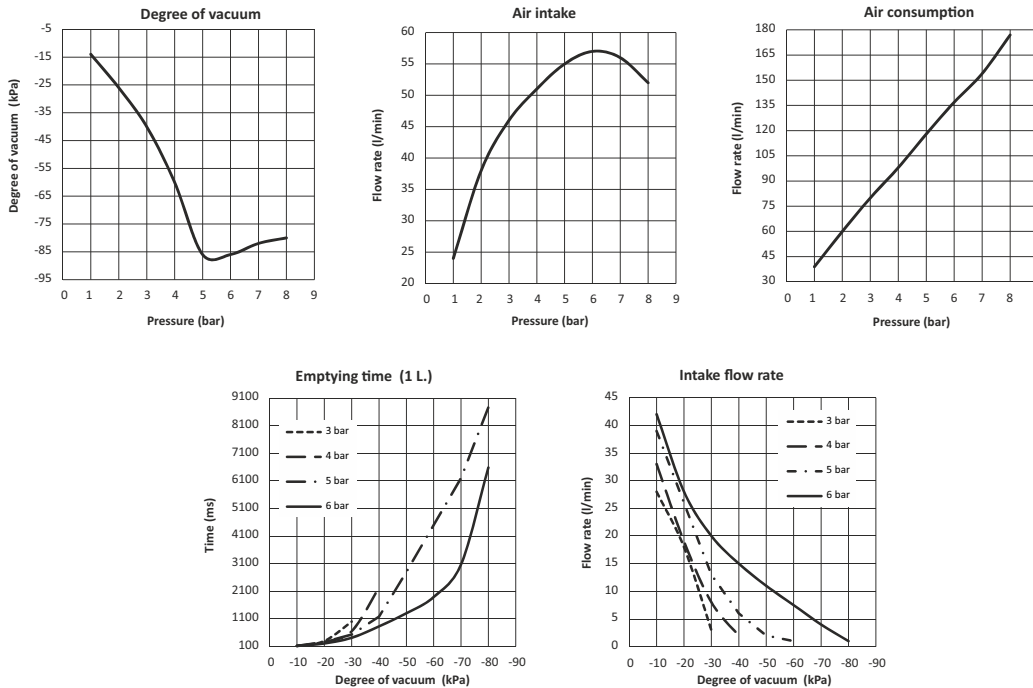 Degree of vacuum
-5
-15
-25
-35
-45
-55
-65
-75
-85
-95
Degree of vacuum (kPa)
0 1 2 3 4 5 6 7 8 9
Pressure (bar)
Air intake
60
55
50
45
40
35
30
25
20
Flow rate (l/min)
0 1 2 3 4 5 6 7 8 9
Pressure (bar)
Air consumption
180
165
150
135
120
105
90
75
60
45
30
Flow rate (l/min)
0 1 2 3 4 5 6 7 8
Pressure (bar)
Emptying time (1 L.)
9100
8100
7100
6100
5100
4100
3100
2100
1100
100
Time (ms)
3 bar
4 bar
5 bar
6 bar
0 -10 -20 -30 -40 -50 -60 -70 -80 -90
Degree of vacuum (kPa)
Intake flow rate
45
40
35
30
25
20
15
10
5
0
Flow rate (l/min)
3 bar
4 bar
5 bar
6 bar
0 -10 -20 -30 -40 -50 -60 -70 -80 -90
Degree of vacuum (kPa)